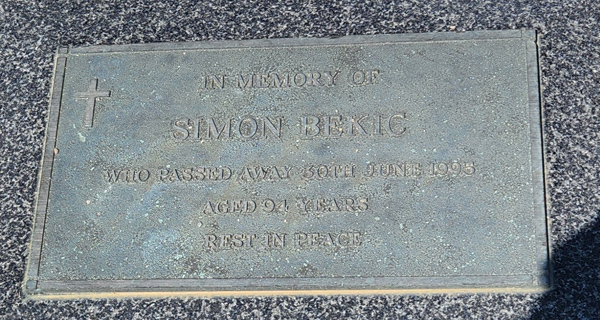 IN MEMORY OF
SIMON BEKIC
WHO PASSED AWAY 30TH JUNE 1995
AGED 94 YEARS
REST IN PEACE